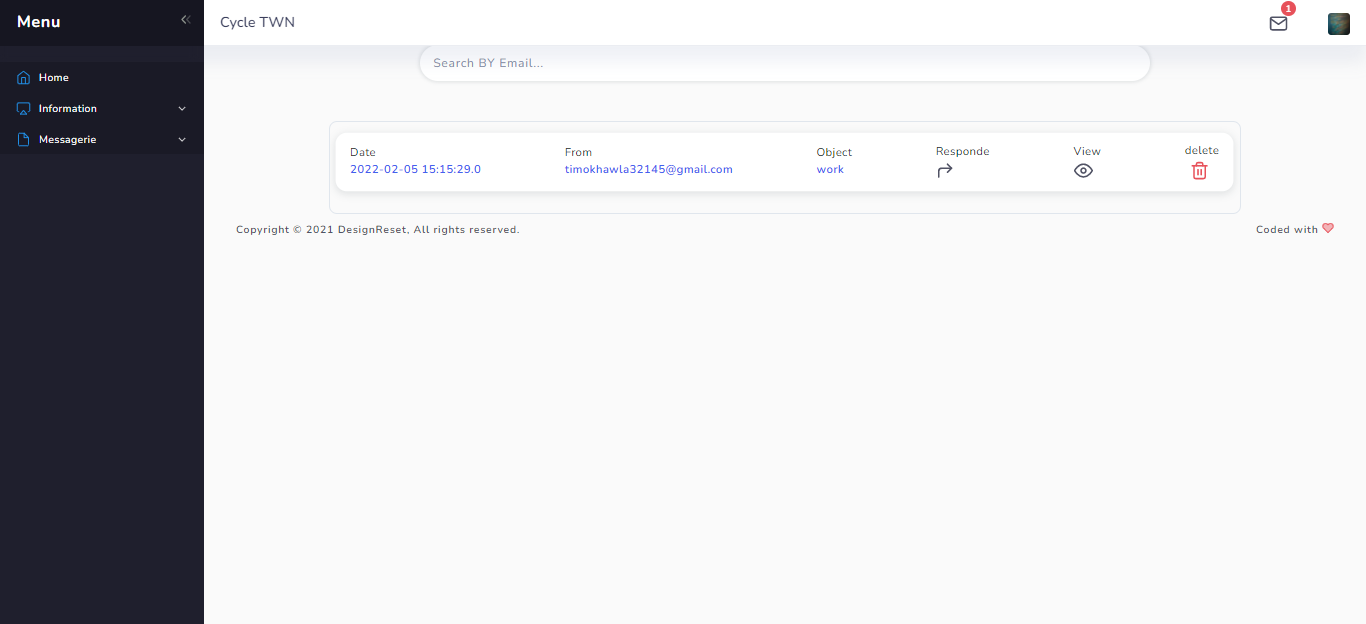 Menu
Cycle TWN
1
Search BY Email...
Home
Information
Messagerie
Date
From
Object
Responde
View
delete
2022-02-05 15:15:29.0
timokhawla32145@gmail.com
work
Copyright © 2021 DesignReset, All rights reserved.
Coded with